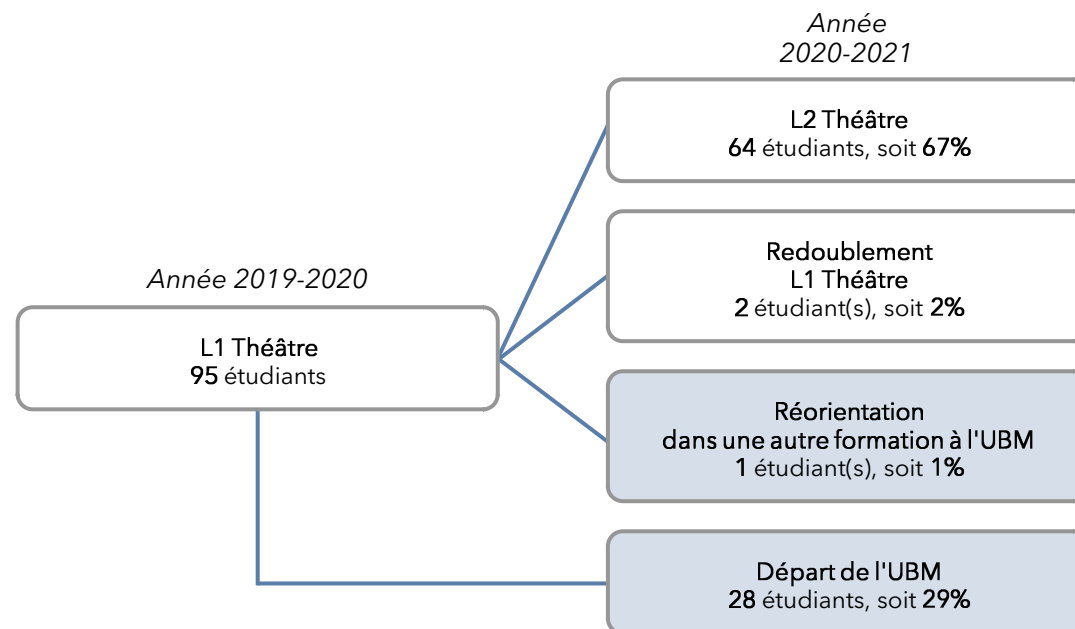 Année
2020-2021
L2 Théâtre
64 étudiants, soit 67%
Redoublement
L1 Théâtre
2 étudiant(s), soit 2%
Année 2019-2020
L1 Théâtre
95 étudiants
Réorientation
dans une autre formation à l'UBM
1 étudiant(s), soit 1%
Départ de l'UBM
28 étudiants, soit 29%